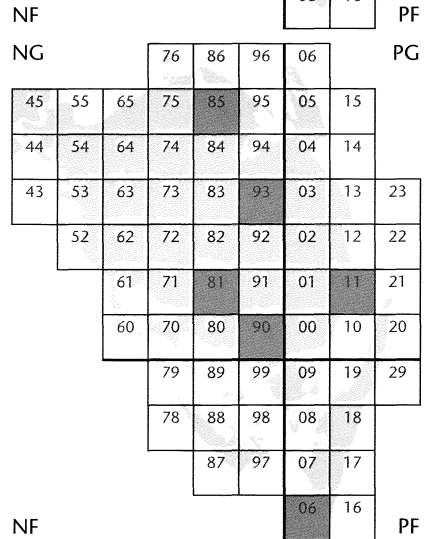 NF PF
NG 76 86 96 06 PG
45 55 65 75 85 95 05 15
44 54 64 74 84 94 04 14
43 53 63 73 83 93 03 13 23
52 62 72 82 92 02 12 22
61 71 81 91 01 11 21
60 70 80 90 00 10 20
79 89 99 09 19 29
78 88 98 08 18
87 97 07 17
NF 06 16 PF